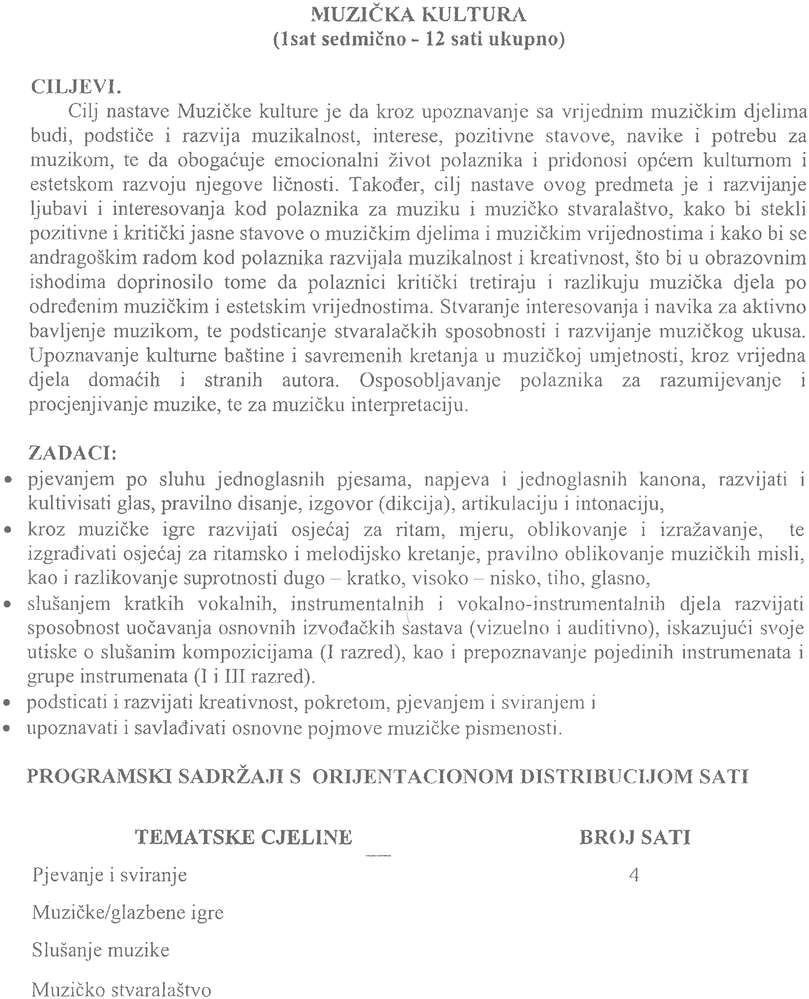 MUZIČKA KULTURA
(1sat sedmično - 12 sati ukupno)
CILJEVI.
Cilj nastave Muzičke kulture je da kroz upoznavanje sa vrijednim muzičkim djelima
budi, podstiče i razvija muzikalnost, interese, pozitivne stavove, navike i potrebu za
muzikom, te da obogaćuje emocionalni život polaznika i pridonosi općem kulturnom i
estetskom razvoju njegove ličnosti. Također, cilj nastave ovog predmeta je i razvijanje
ljubavi i interesovanja kod polaznika za muziku i muzičko stvaralaštvo, kako bi stekli
pozitivne i kritički jasne stavove o muzičkim djelima i muzičkim vrijednostima i kako bi se
andragoškim radom kod polaznika razvijala muzikalnost i kreativnost, što bi u obrazovnim
ishodima doprinosilo tome da polaznici kritički tretiraju i razlikuju muzička djela po
određenim muzičkim i estetskim vrijednostima. Stvaranje interesovanja i navika za aktivno
bavljenje muzikom, te podsticanje stvaralačkih sposobnosti i razvijanje muzičkog ukusa.
Upoznavanje kulturne baštine i savremenih kretanja u muzičkoj umjetnosti, kroz vrijedna
djela domaćih i stranih autora. Osposobljavanje polaznika za razumijevanje i
procjenjivanje muzike, te za muzičku interpretaciju.
ZADACI:
• pjevanjem po sluhu jednoglasnih pjesama, napjeva i jednoglasnih kanona, razvijati i
kultivisati glas, pravilno disanje, izgovor (dikcija), artikulaciju i intonaciju,
• kroz muzičke igre razvijati osjećaj za ritam, mjeru, oblikovanje i izražavanje, te
izgrađivati osjećaj za ritamsko i melodijsko kretanje, pravilno oblikovanje muzičkih misli,
kao i razlikovanje suprotnosti dugo – kratko, visoko – nisko, tiho, glasno,
• slušanjem kratkih vokalnih, instrumentalnih i vokalno-instrumentalnih djela razvijati
sposobnost uočavanja osnovnih izvođačkih sastava (vizuelno i auditivno), iskazujući svoje
utiske o slušanim kompozicijama (I razred), kao i prepoznavanje pojedinih instrumenata i
grupe instrumenata (I i III razred).
• podsticati i razvijati kreativnost, pokretom, pjevanjem i sviranjem i
• upoznavati i savlađivati osnovne pojmove muzičke pismenosti.
PROGRAMSKI SADRŽAJI S ORIJENTACIONOM DISTRIBUCIJOM SATI
TEMATSKE CJELINE BROJ SATI
Pjevanje i sviranje 4
Muzičke/glazbene igre
Slušanje muzike
Muzičko stvaralaštvo